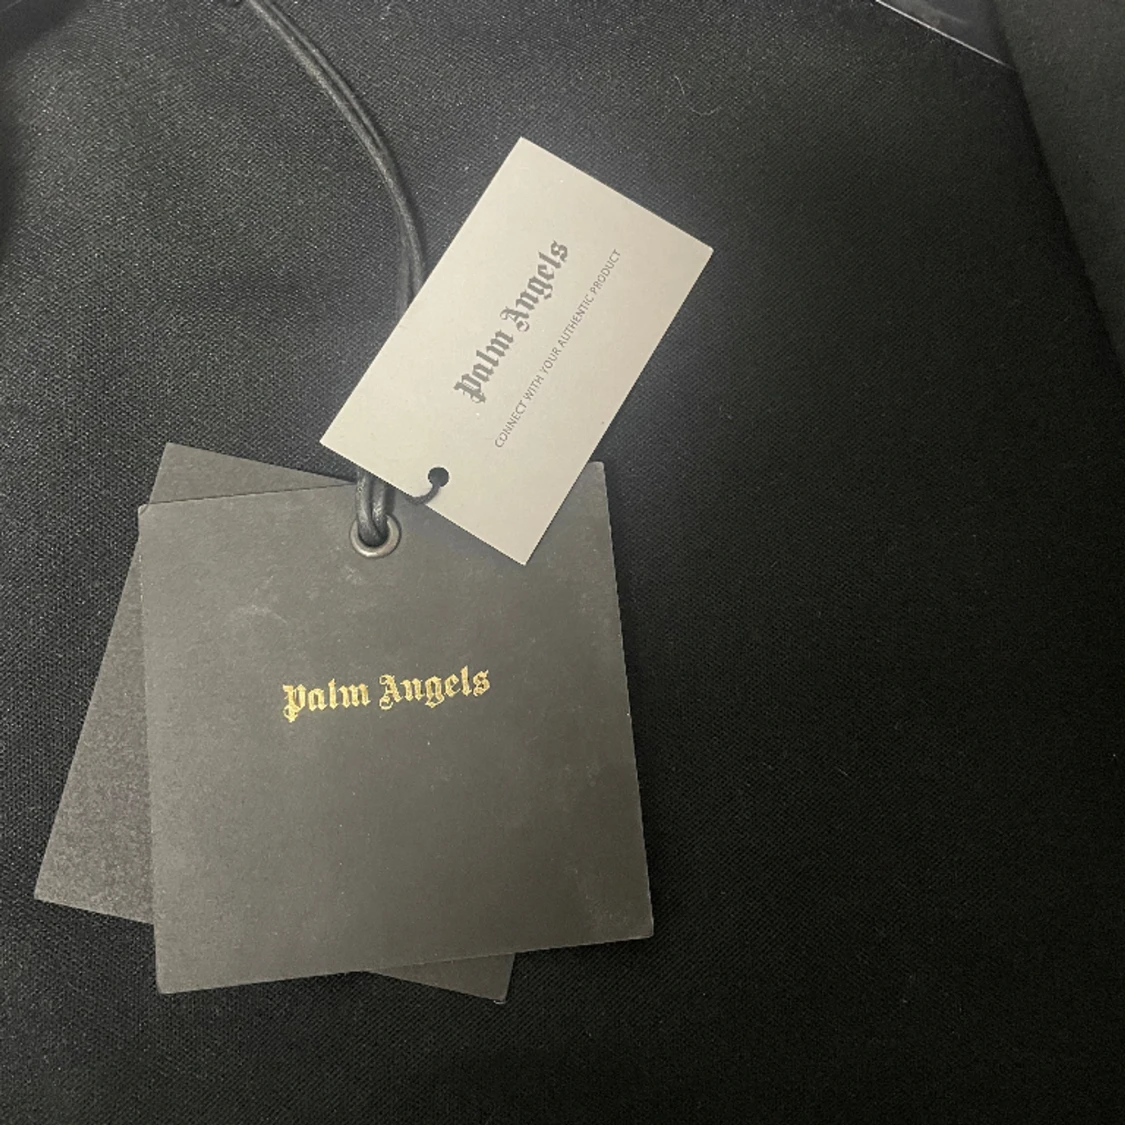 Palm Angels
CONNECT WITH YOUR AUTHENTIC PRODUCT
Palm Angels